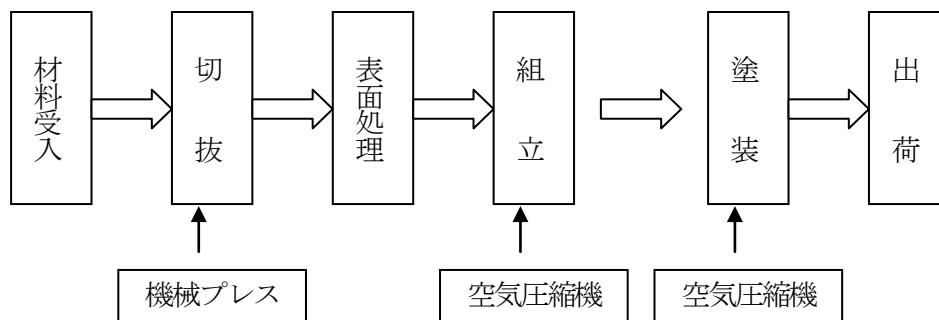 材料受入
切抜
表面処理
組立
塗装
出荷
機械プレス
空気圧縮機
空気圧縮機